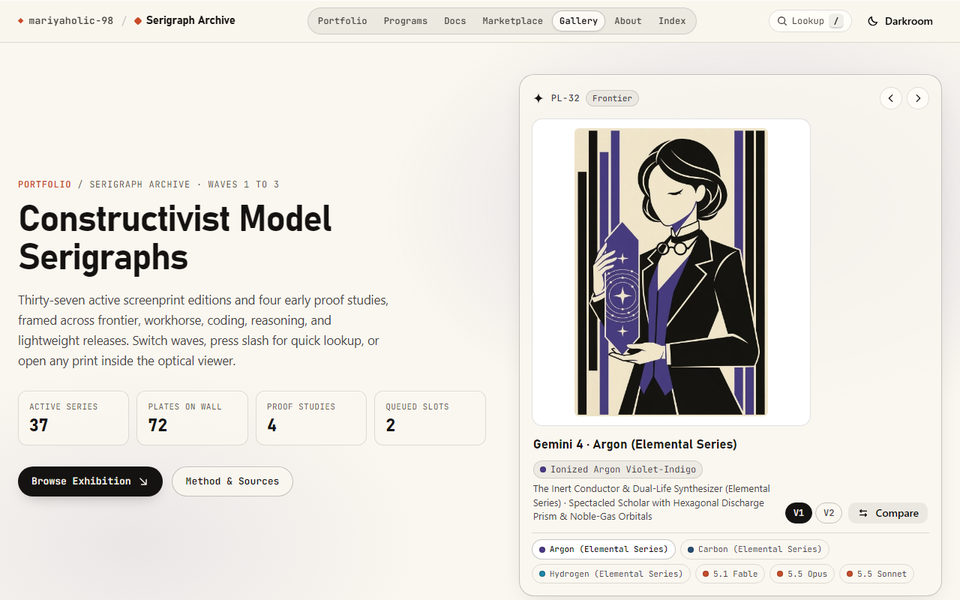 mariyaholic-98 / Serigraph Archive
Portfolio Programs Docs Marketplace Gallery About Index
Lookup /
Darkroom
PORTFOLIO / SERIGRAPH ARCHIVE · WAVES 1 TO 3
Constructivist Model
Serigraphs
Thirty-seven active screenprint editions and four early proof studies,
framed across frontier, workhorse, coding, reasoning, and
lightweight releases. Switch waves, press slash for quick lookup, or
open any print inside the optical viewer.
ACTIVE SERIES
37
PLATES ON WALL
72
PROOF STUDIES
4
QUEUED SLOTS
2
Browse Exhibition ↘
Method & Sources
PL-32 Frontier
Gemini 4 · Argon (Elemental Series)
Ionized Argon Violet-Indigo
The Inert Conductor & Dual-Life Synthesizer (Elemental
Series) · Spectacled Scholar with Hexagonal Discharge
Prism & Noble-Gas Orbitals
V1 V2 Compare
Argon (Elemental Series) Carbon (Elemental Series)
Hydrogen (Elemental Series) 5.1 Fable 5.5 Opus 5.5 Sonnet